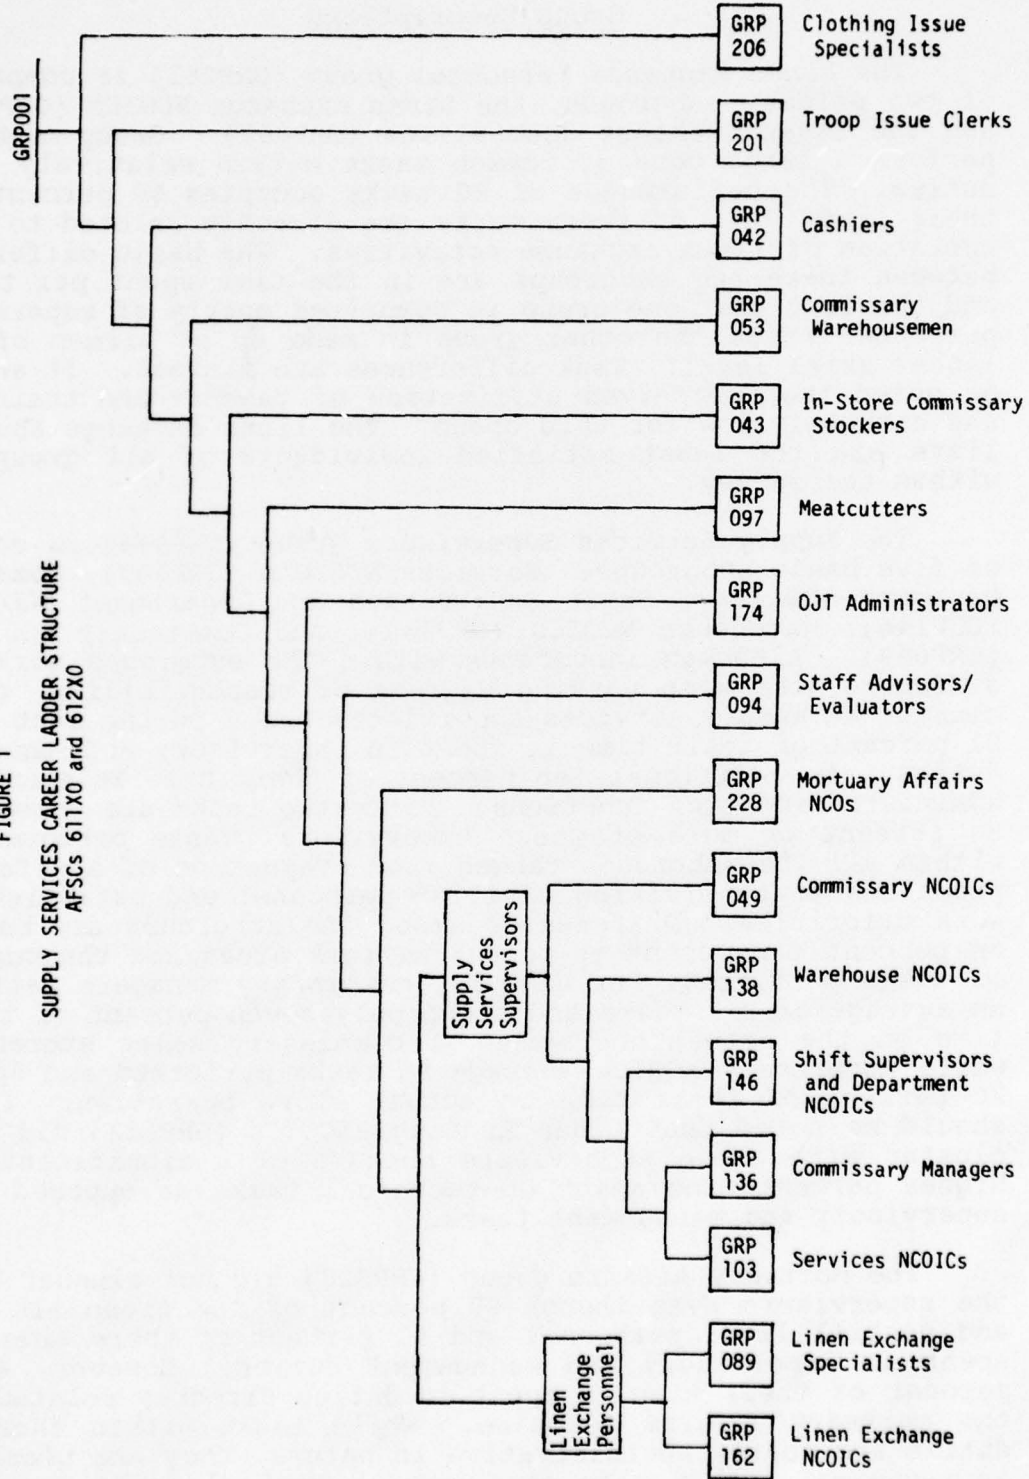 FIGURE 1
SUPPLY SERVICES CAREER LADDER STRUCTURE
AFSCS 611X0 and 612X0
GRP001
GRP
206
Clothing Issue
Specialists
GRP
201
Troop Issue Clerks
GRP
042
Cashiers
GRP
053
Commissary
Warehousemen
GRP
043
In-Store Commissary
Stockers
GRP
097
Meatcutters
GRP
174
OJT Administrators
GRP
094
Staff Advisors/
Evaluators
GRP
228
Mortuary Affairs
NCOs
Supply
Services
Supervisors
GRP
049
Commissary NCOICs
GRP
138
Warehouse NCOICs
GRP
146
Shift Supervisors
and Department
NCOICs
GRP
136
Commissary Managers
GRP
103
Services NCOICs
Linen
Exchange
Personnel
GRP
089
Linen Exchange
Specialists
GRP
162
Linen Exchange
NCOICs